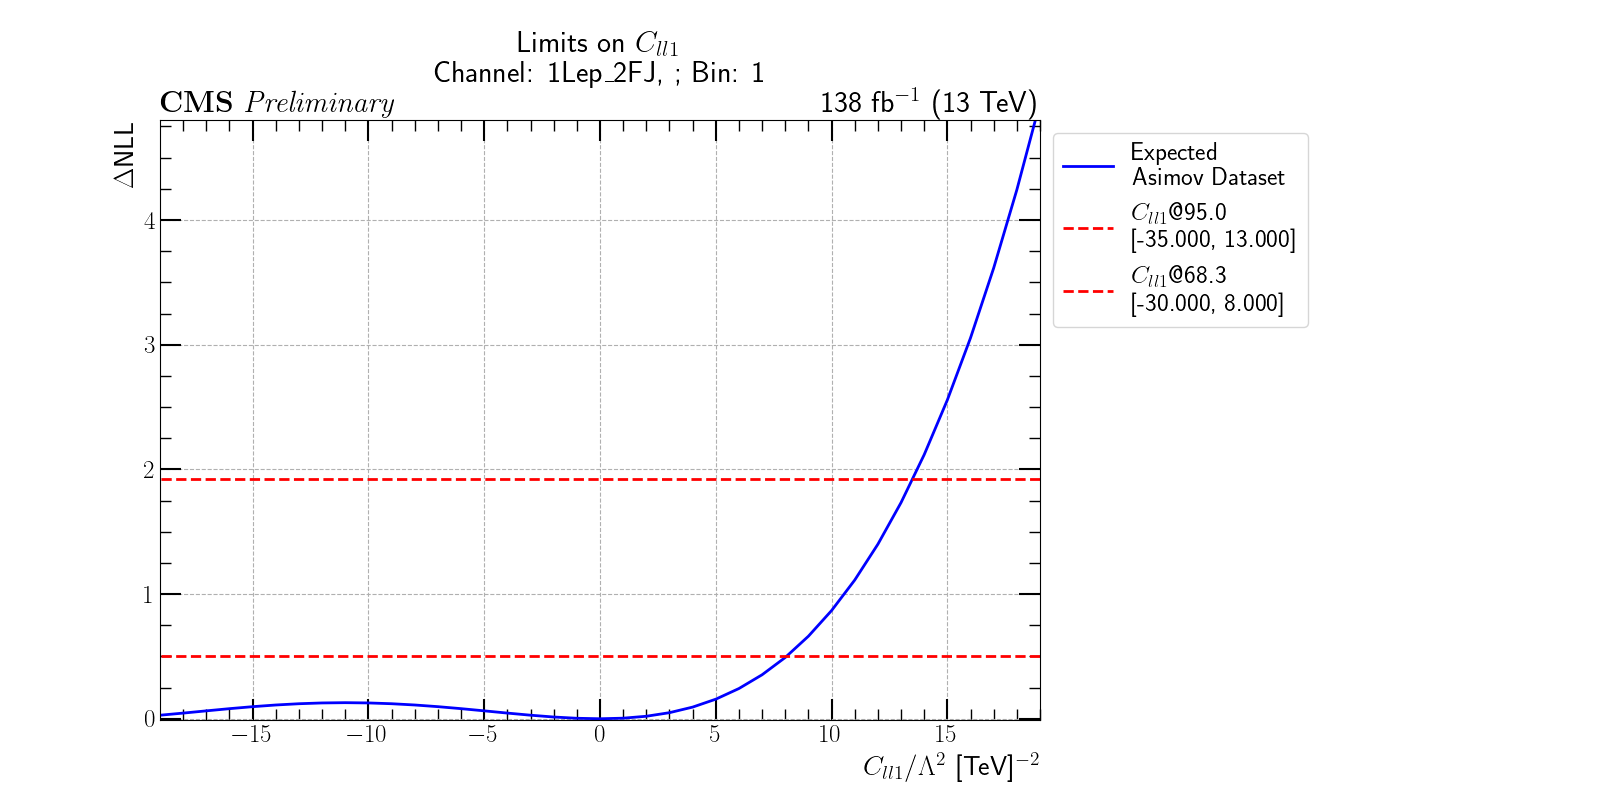 Limits on C_{ll1}
Channel: 1Lep_2FJ, ; Bin: 1
CMS Preliminary
138 fb⁻¹ (13 TeV)
ΔNLL
4
3
2
1
0
−15 −10 −5 0 5 10 15
C_{ll1}/Λ² [TeV]⁻²
Expected
Asimov Dataset
C_{ll1}@95.0
[-35.000, 13.000]
C_{ll1}@68.3
[-30.000, 8.000]